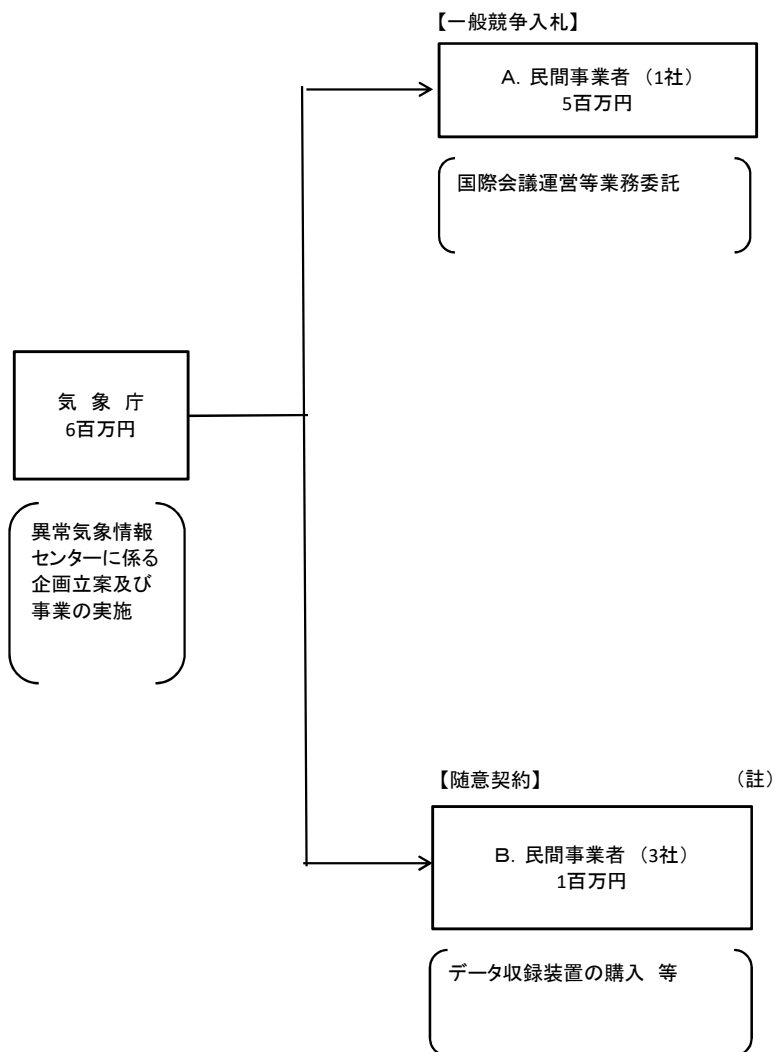 【一般競争入札】
A. 民間事業者 （1社）
5百万円
国際会議運営等業務委託
気 象 庁
6百万円
異常気象情報
センターに係る
企画立案及び
事業の実施
【随意契約】 （註）
B. 民間事業者 （3社）
1百万円
データ収録装置の購入 等